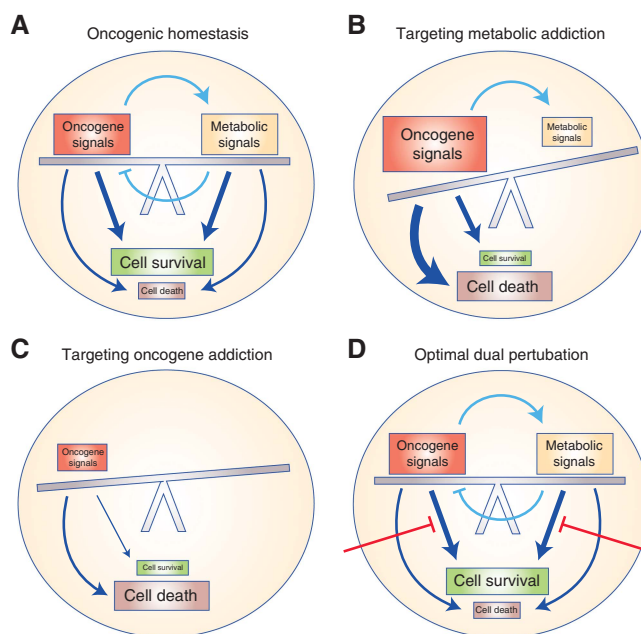 A
Oncogenic homestasis
Oncogene
signals
Metabolic
signals
Cell survival
Cell death
B
Targeting metabolic addiction
Oncogene
signals
Metabolic
signals
Cell survival
Cell death
C
Targeting oncogene addiction
Oncogene
signals
Cell survival
Cell death
D
Optimal dual pertubation
Oncogene
signals
Metabolic
signals
Cell survival
Cell death